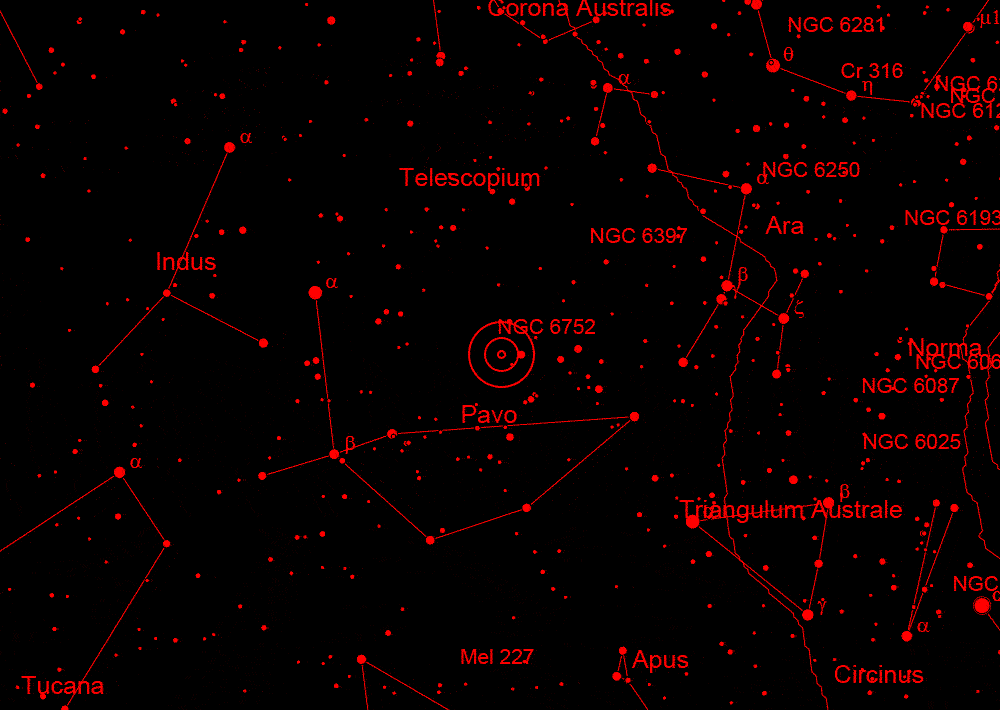 Corona Australis
μ1
NGC 6281
θ
Cr 316
η
NGC 6
NGC
NGC 612
α
α
Telescopium
α
NGC 6250
NGC 6193
Ara
NGC 6397
Indus
β
α
ζ
NGC 6752
Norma
NGC 606
NGC 6087
Pavo
β
NGC 6025
α
β
Triangulum Australe
NGC
α
γ
α
Mel 227
Apus
Circinus
Tucana